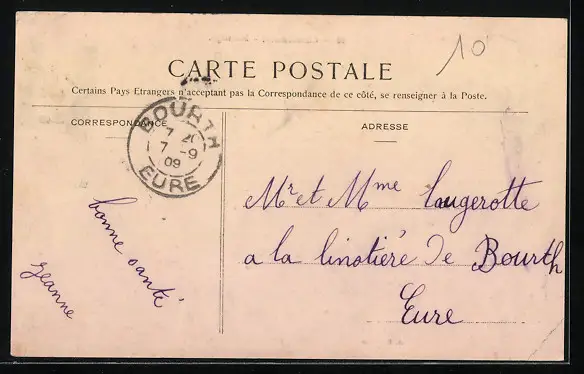 10
CARTE POSTALE
Certains Pays Etrangers n'acceptant pas la Correspondance de ce côté, se renseigner à la Poste.
CORRESPONDANCE
ADRESSE
BOURTH
7 20
7 -9
09
EURE
bonne santé
Jeanne
Mr et Mme Laugerotte
a la linotière de Bourth
Eure